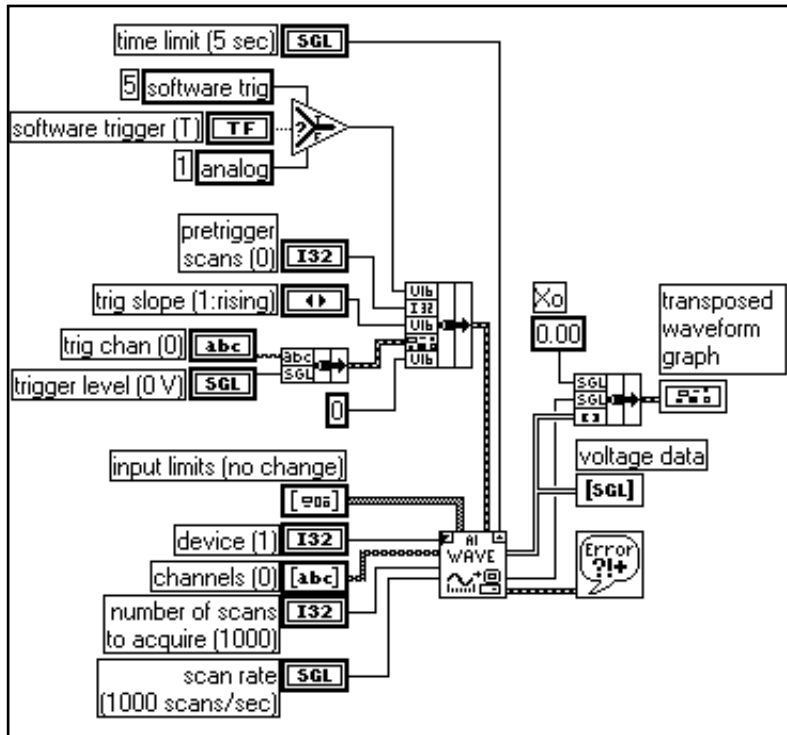 time limit (5 sec)
SGL
5
software trig
software trigger (T)
TF
?
T
F
1
analog
pretrigger
scans (0)
I32
trig slope (1:rising)
trig chan (0)
abc
trigger level (0 V)
SGL
abc
SGL
U16
I32
U16
U16
0
Xo
0.00
SGL
SGL
[ ]
transposed
waveform
graph
voltage data
[SGL]
input limits (no change)
device (1)
I32
channels (0)
[abc]
number of scans
to acquire (1000)
I32
scan rate
(1000 scans/sec)
SGL
AI
WAVE
Error
?!+